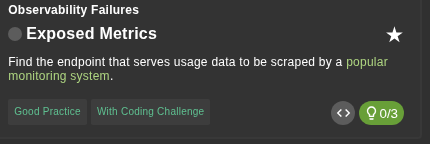 Observability Failures
Exposed Metrics
Find the endpoint that serves usage data to be scraped by a popular
monitoring system.
Good Practice
With Coding Challenge
<> 0/3